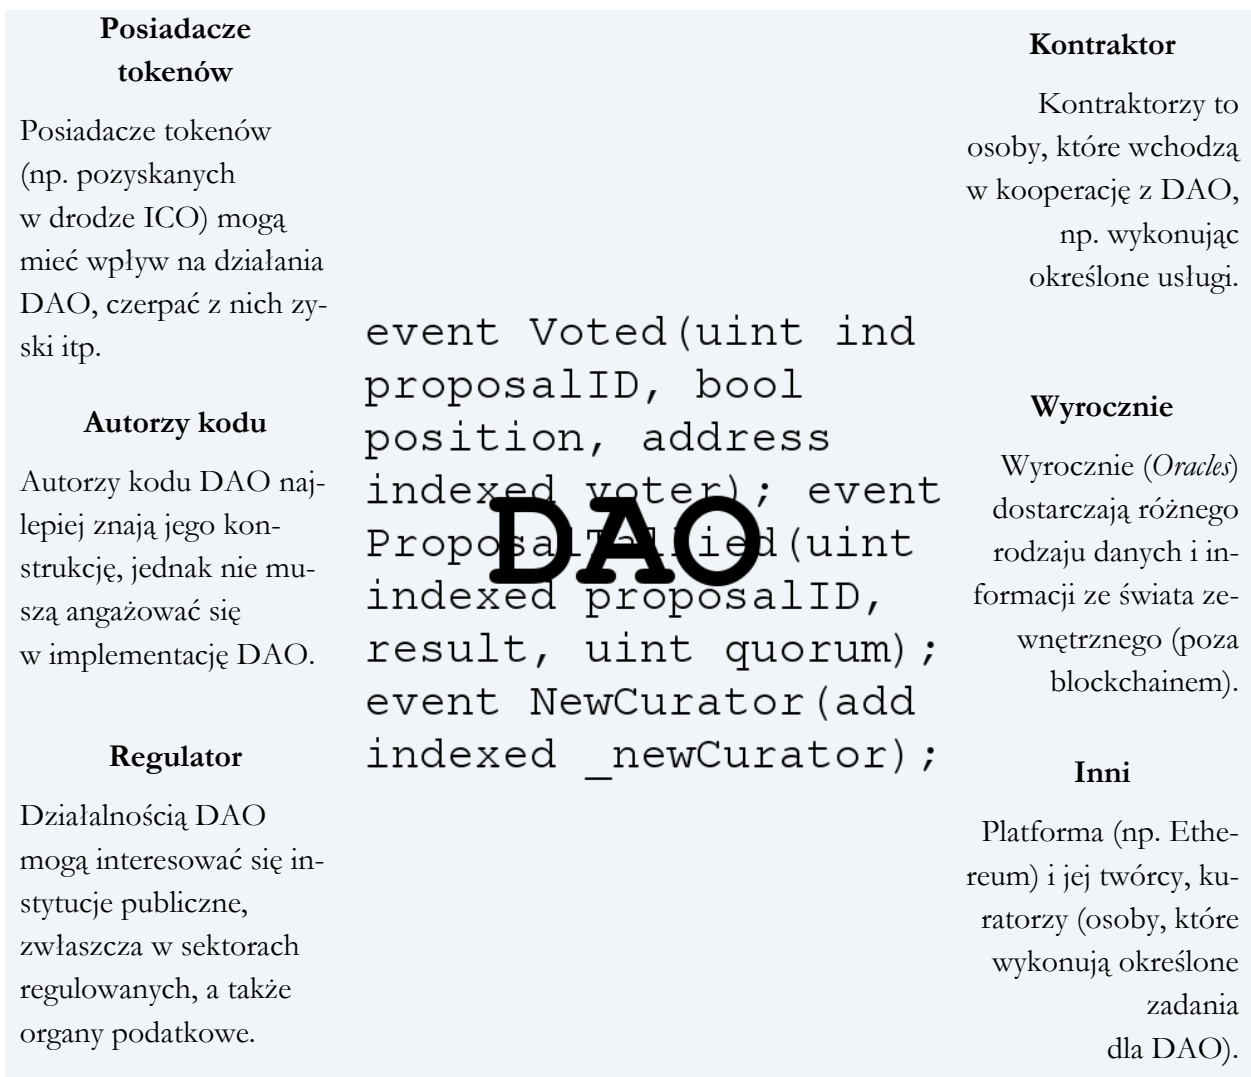 Posiadacze
tokenów
Posiadacze tokenów
(np. pozyskanych
w drodze ICO) mogą
mieć wpływ na działania
DAO, czerpać z nich zy-
ski itp.
Autorzy kodu
Autorzy kodu DAO naj-
lepiej znają jego kon-
strukcję, jednak nie mu-
szą angażować się
w implementację DAO.
Regulator
Działalnością DAO
mogą interesować się in-
stytucje publiczne,
zwłaszcza w sektorach
regulowanych, a także
organy podatkowe.
event Voted(uint ind
proposalID, bool
position, address
indexed voter); event
ProposalTallied(uint
indexed proposalID,
result, uint quorum);
event NewCurator(add
indexed _newCurator);
DAO
Kontraktor
Kontraktorzy to
osoby, które wchodzą
w kooperację z DAO,
np. wykonując
określone usługi.
Wyrocznie
Wyrocznie (Oracles)
dostarczają różnego
rodzaju danych i in-
formacji ze świata ze-
wnętrznego (poza
blockchainem).
Inni
Platforma (np. Ethe-
reum) i jej twórcy, ku-
ratorzy (osoby, które
wykonują określone
zadania
dla DAO).